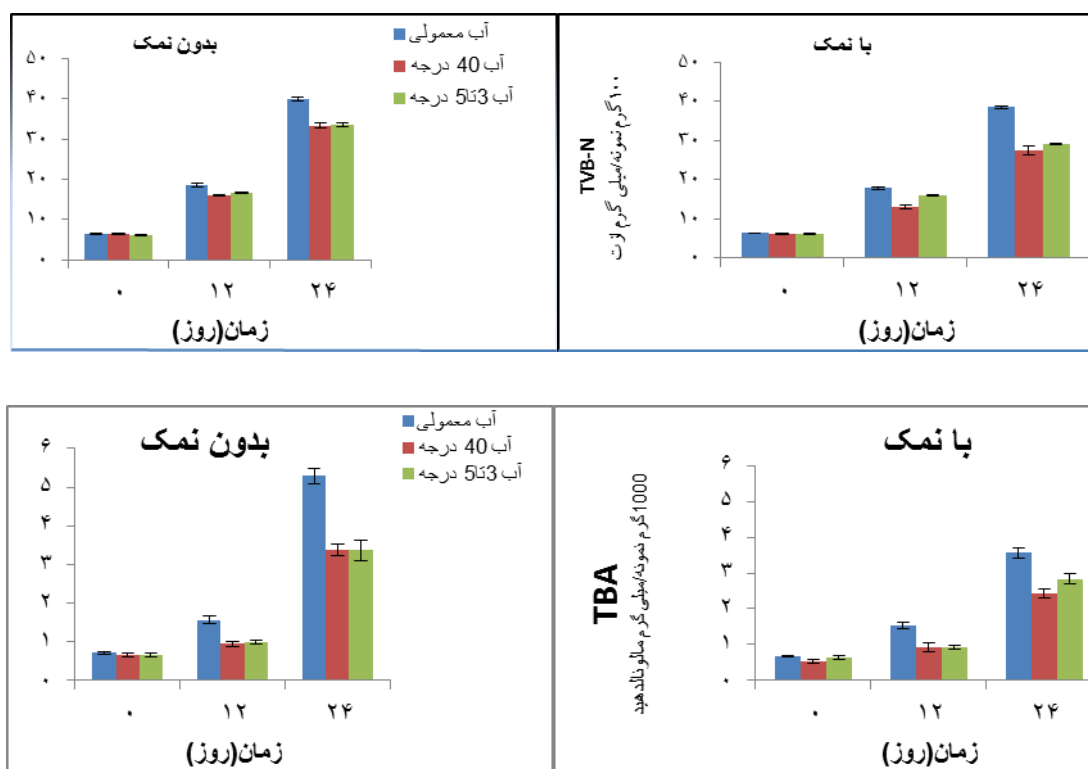 بدون نمک
آب معمولی
آب 40 درجه
آب 3تا5 درجه
۵۰
۴۰
۳۰
۲۰
۱۰
۰
۰ ۱۲ ۲۴
زمان(روز)
با نمک
TVB-N
۱۰۰گرم نمونه/میلی گرم ازت
۵۰
۴۰
۳۰
۲۰
۱۰
۰
۰ ۱۲ ۲۴
زمان(روز)
بدون نمک
آب معمولی
آب 40 درجه
آب 3تا5 درجه
۶
۵
۴
۳
۲
۱
۰
۰ ۱۲ ۲۴
زمان(روز)
با نمک
TBA
1000گرم نمونه/میلی گرم مالونالدهید
۶
۵
۴
۳
۲
۱
۰
۰ ۱۲ ۲۴
زمان(روز)